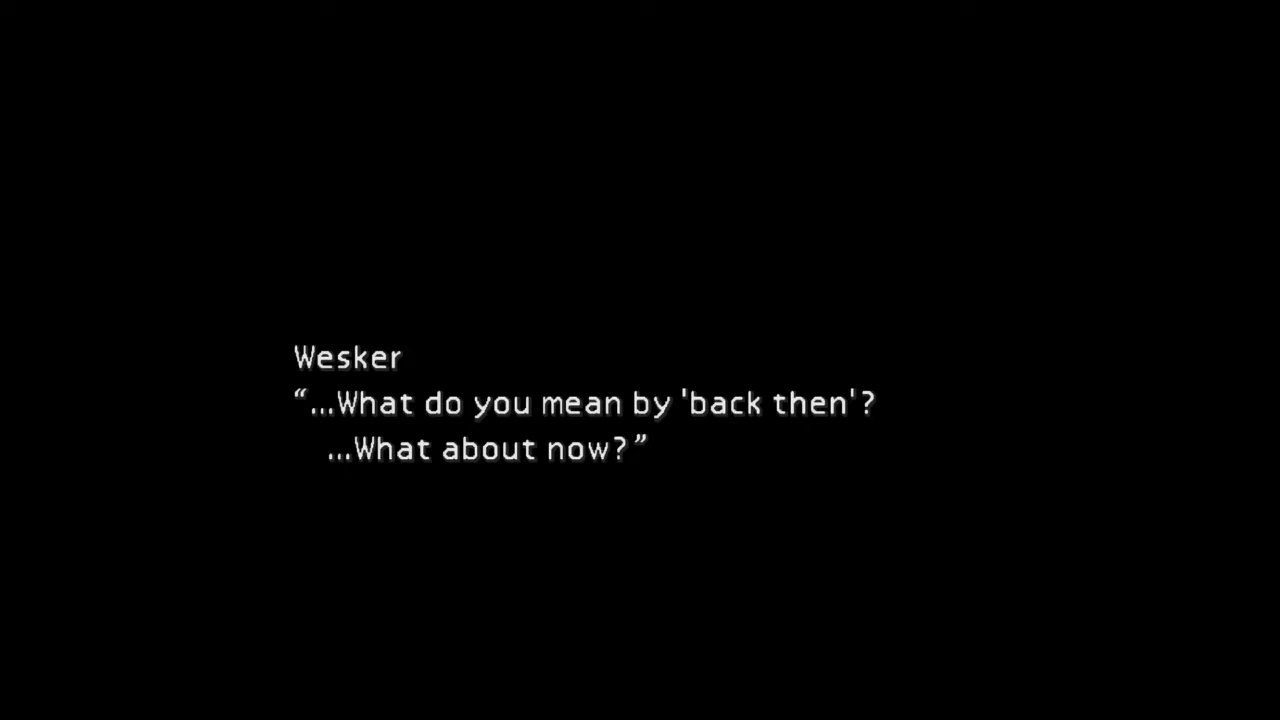 Wesker
“...What do you mean by 'back then'?
...What about now?”